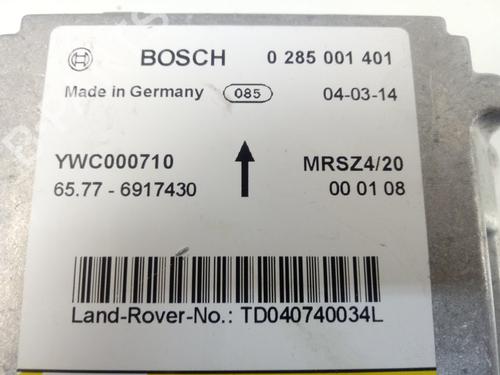 BOSCH 0 285 001 401
Made in Germany 085 04-03-14
YWC000710 MRSZ4/20
65.77 - 6917430 00 01 08
Land-Rover-No.: TD040740034L